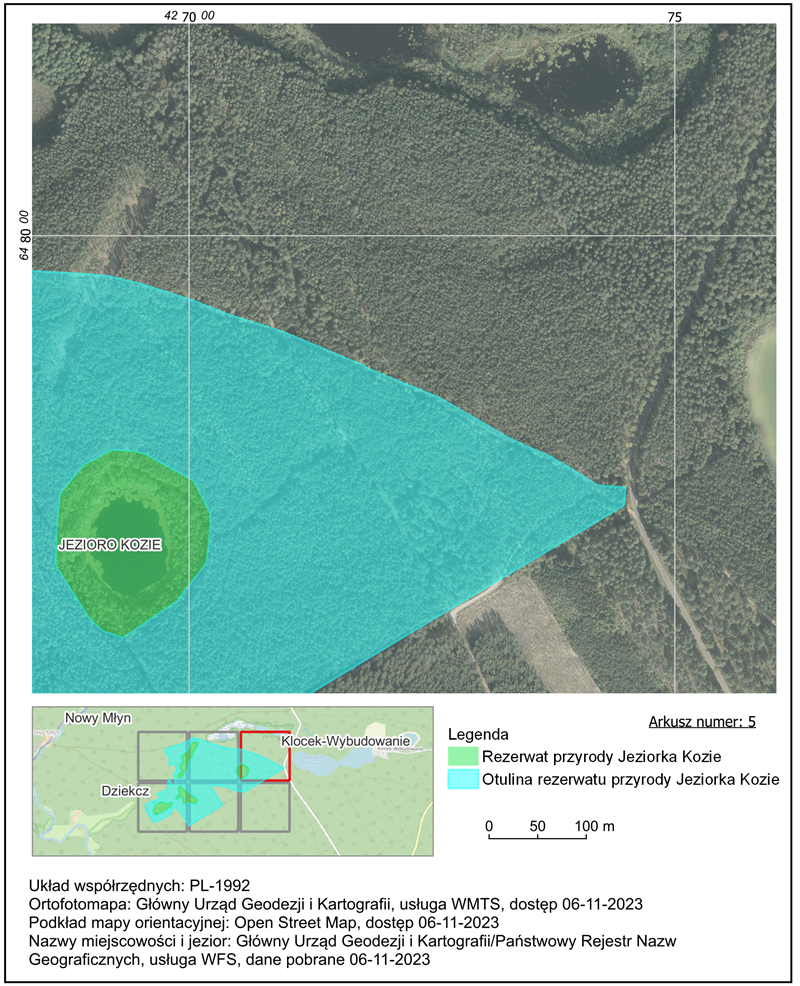 42 70 00
75
64 80 00
JEZIORO KOZIE
Nowy Młyn
Klocek-Wybudowanie
Dziekcz
Arkusz numer: 5
Legenda
Rezerwat przyrody Jeziorka Kozie
Otulina rezerwatu przyrody Jeziorka Kozie
0 50 100 m
Układ współrzędnych: PL-1992
Ortofotomapa: Główny Urząd Geodezji i Kartografii, usługa WMTS, dostęp 06-11-2023
Podkład mapy orientacyjnej: Open Street Map, dostęp 06-11-2023
Nazwy miejscowości i jezior: Główny Urząd Geodezji i Kartografii/Państwowy Rejestr Nazw
Geograficznych, usługa WFS, dane pobrane 06-11-2023